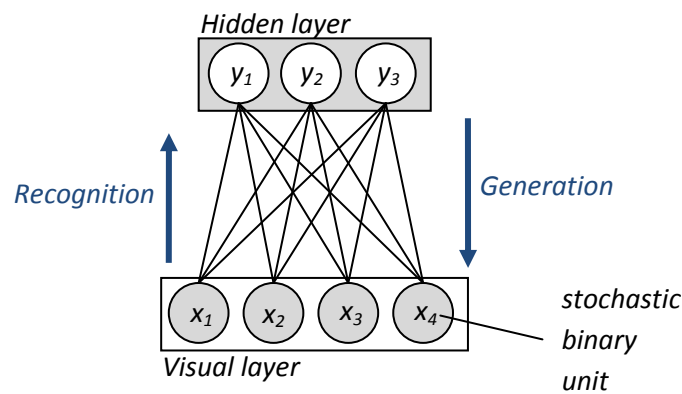 Hidden layer
y1 y2 y3
Recognition
Generation
x1 x2 x3 x4
Visual layer
stochastic
binary
unit